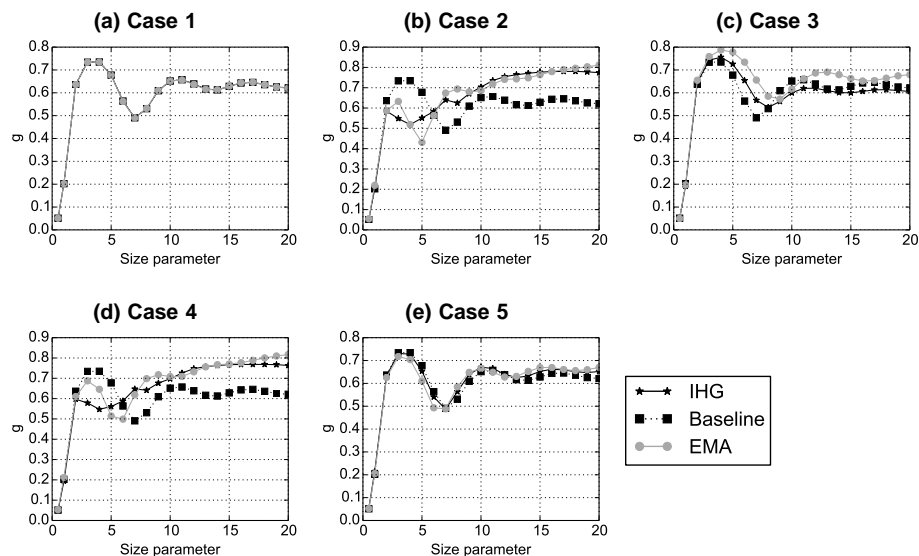 (a) Case 1
0.8
0.7
0.6
0.5
0.4
0.3
0.2
0.1
0.0
g
0 5 10 15 20
Size parameter
(b) Case 2
0.9
0.8
0.7
0.6
0.5
0.4
0.3
0.2
0.1
0.0
g
0 5 10 15 20
Size parameter
(c) Case 3
0.8
0.7
0.6
0.5
0.4
0.3
0.2
0.1
0.0
g
0 5 10 15 20
Size parameter
(d) Case 4
0.9
0.8
0.7
0.6
0.5
0.4
0.3
0.2
0.1
0.0
g
0 5 10 15 20
Size parameter
(e) Case 5
0.8
0.7
0.6
0.5
0.4
0.3
0.2
0.1
0.0
g
0 5 10 15 20
Size parameter
IHG
Baseline
EMA